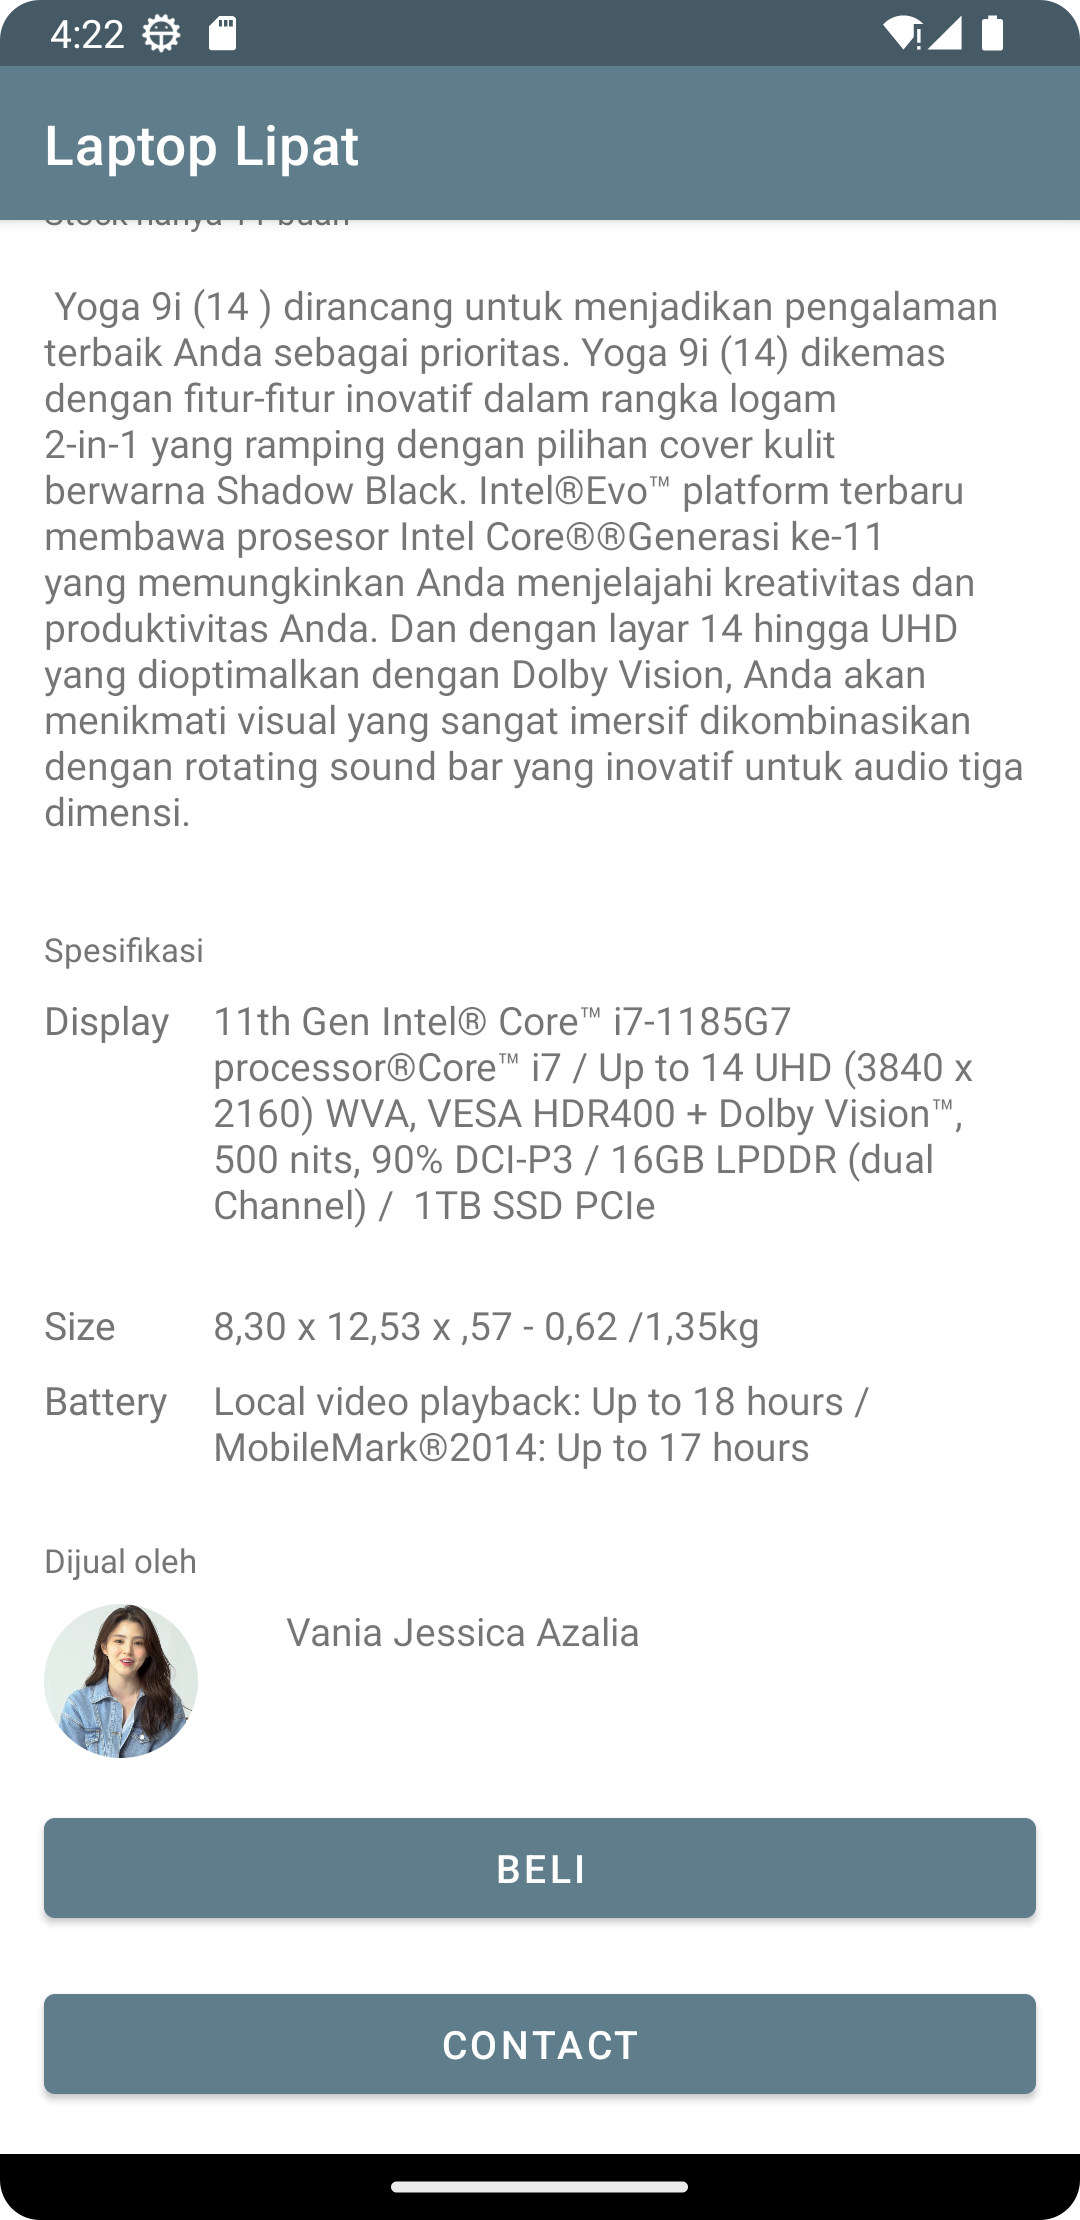 4:22
Laptop Lipat
Stock hanya 11 buah
Yoga 9i (14 ) dirancang untuk menjadikan pengalaman
terbaik Anda sebagai prioritas. Yoga 9i (14) dikemas
dengan fitur-fitur inovatif dalam rangka logam
2-in-1 yang ramping dengan pilihan cover kulit
berwarna Shadow Black. Intel®Evo™ platform terbaru
membawa prosesor Intel Core®®Generasi ke-11
yang memungkinkan Anda menjelajahi kreativitas dan
produktivitas Anda. Dan dengan layar 14 hingga UHD
yang dioptimalkan dengan Dolby Vision, Anda akan
menikmati visual yang sangat imersif dikombinasikan
dengan rotating sound bar yang inovatif untuk audio tiga
dimensi.
Spesifikasi
Display 11th Gen Intel® Core™ i7-1185G7
processor®Core™ i7 / Up to 14 UHD (3840 x
2160) WVA, VESA HDR400 + Dolby Vision™,
500 nits, 90% DCI-P3 / 16GB LPDDR (dual
Channel) /  1TB SSD PCIe
Size 8,30 x 12,53 x ,57 - 0,62 /1,35kg
Battery Local video playback: Up to 18 hours /
MobileMark®2014: Up to 17 hours
Dijual oleh
Vania Jessica Azalia
BELI
CONTACT